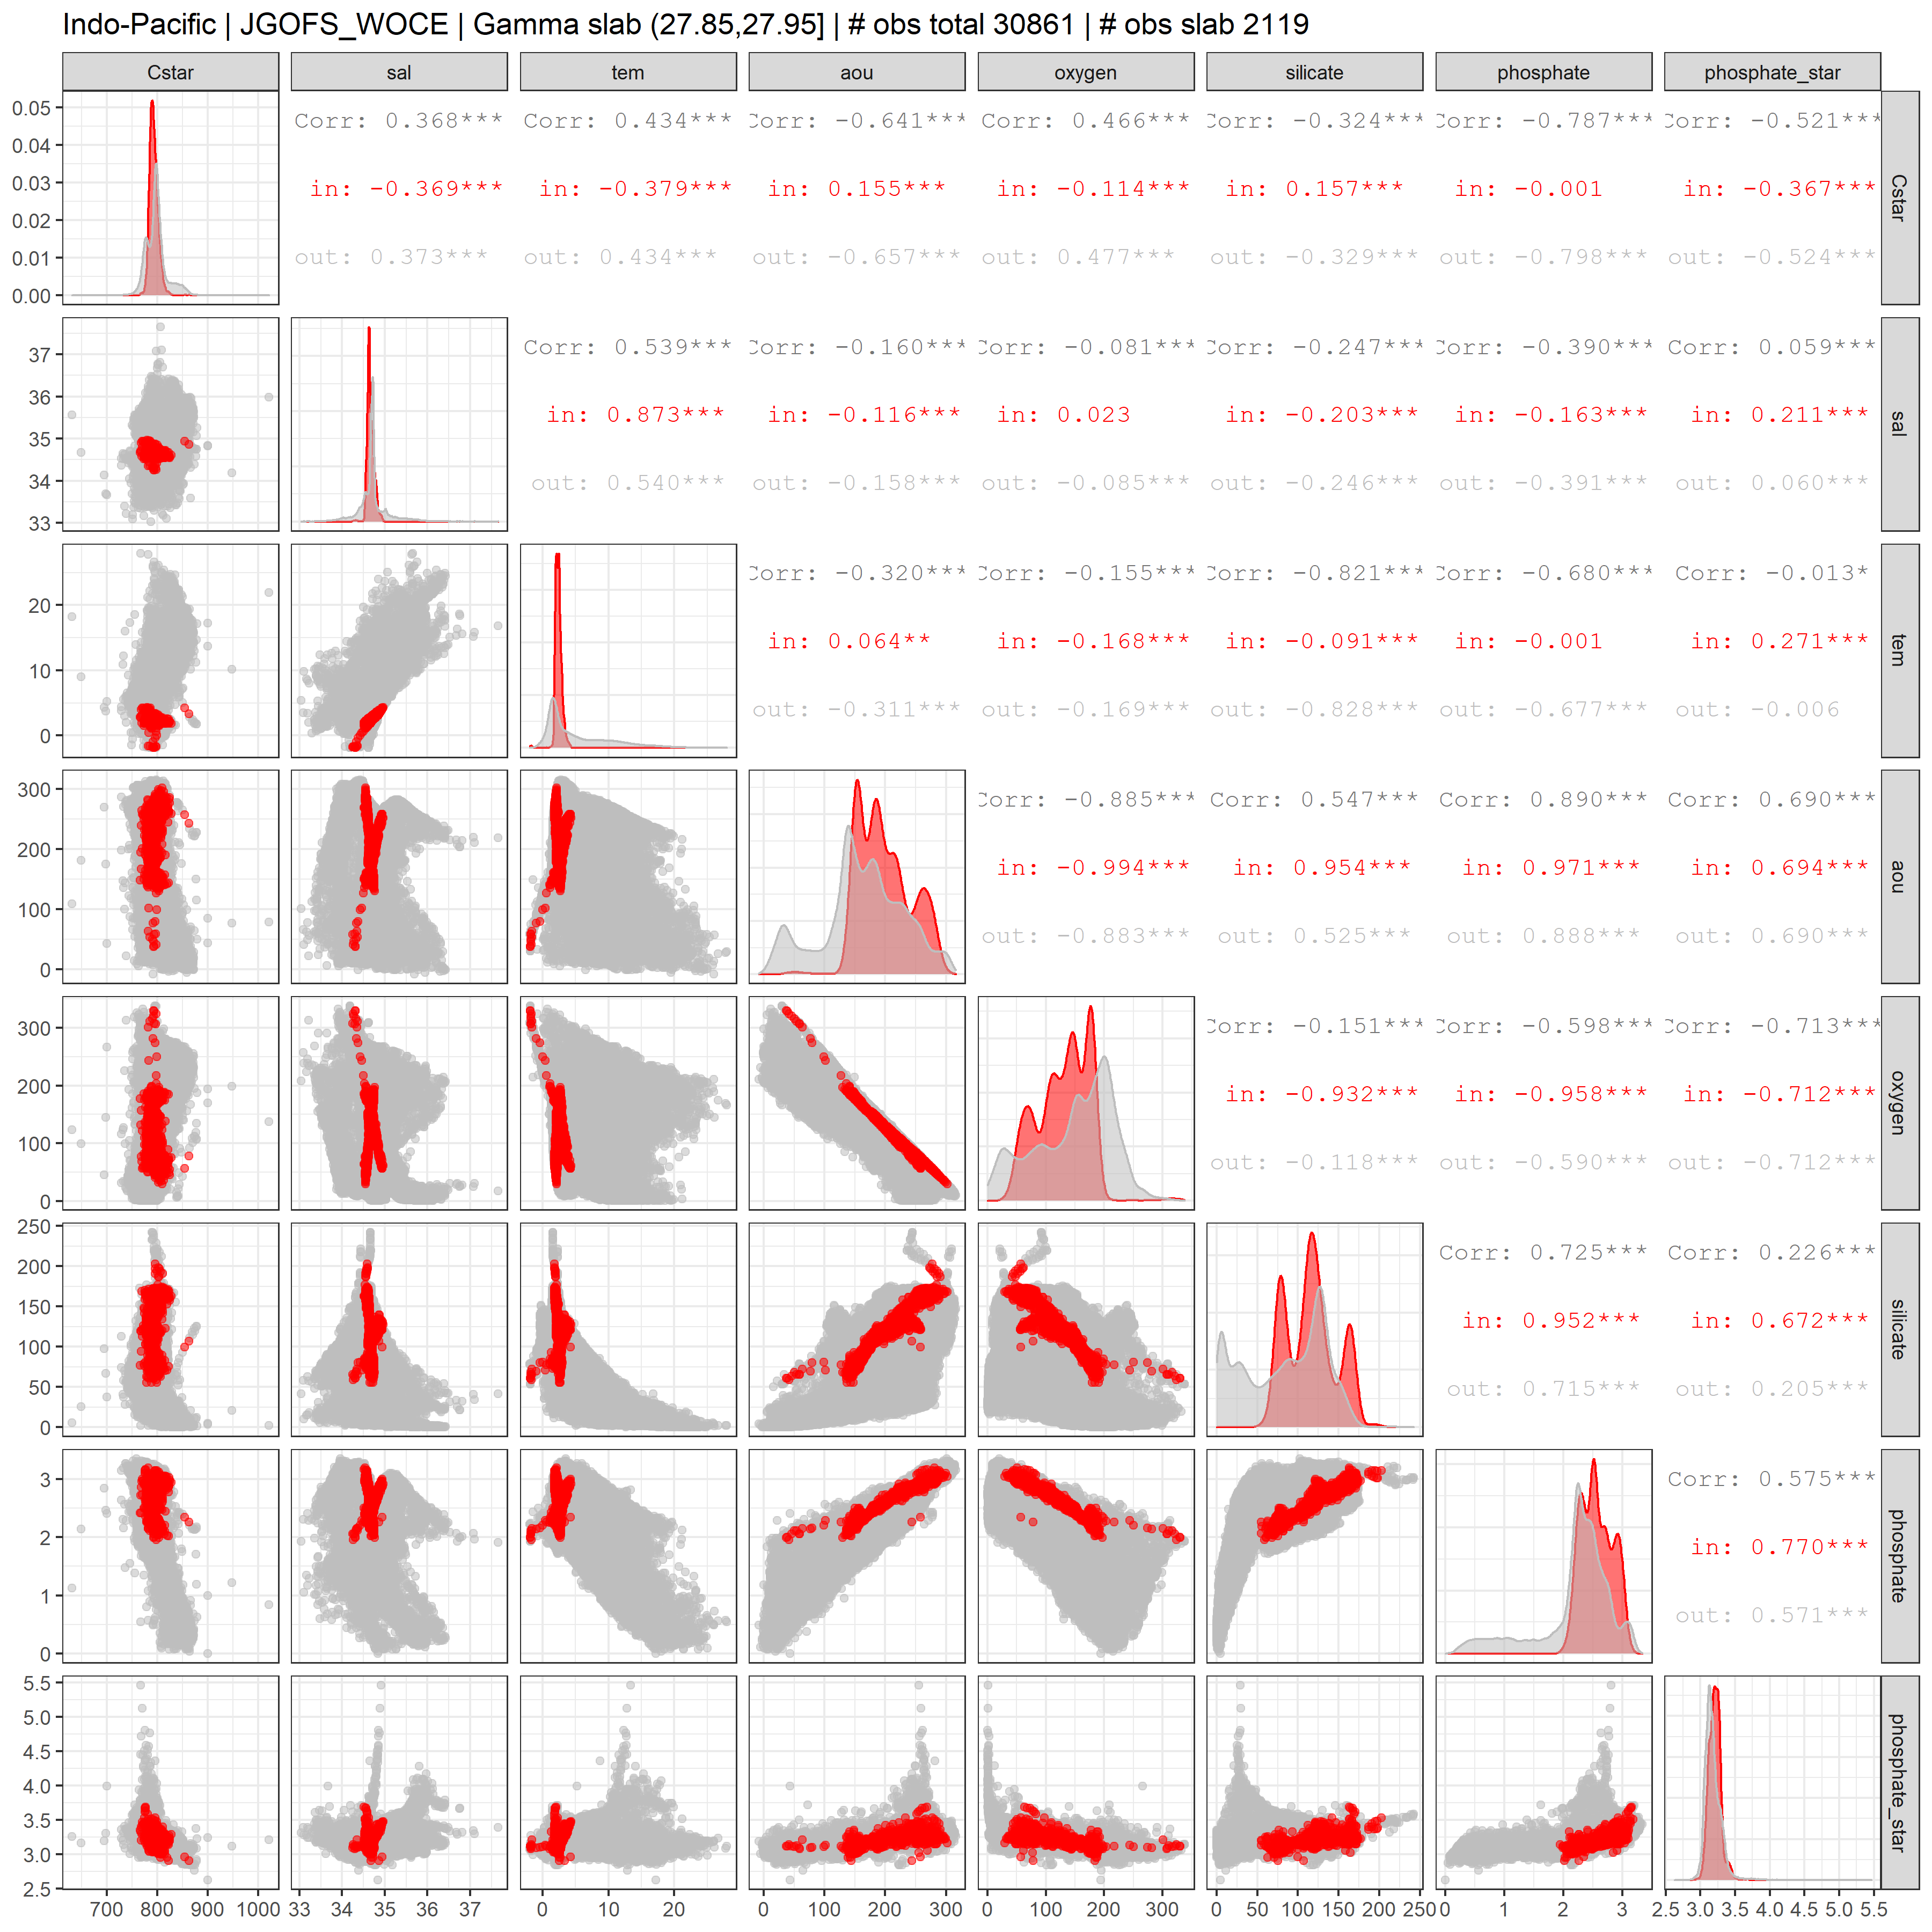 Indo-Pacific | JGOFS_WOCE | Gamma slab (27.85,27.95] | # obs total 30861 | # obs slab 2119
Cstar sal tem aou oxygen silicate phosphate phosphate_star
0.05 Corr: 0.368*** Corr: 0.434*** Corr: -0.641*** Corr: 0.466*** Corr: -0.324*** Corr: -0.787*** Corr: -0.521***
0.04
0.03 in: -0.369*** in: -0.379*** in: 0.155*** in: -0.114*** in: 0.157*** in: -0.001 in: -0.367*** Cstar
0.02
0.01 out: 0.373*** out: 0.434*** out: -0.657*** out: 0.477*** out: -0.329*** out: -0.798*** out: -0.524***
0.00
37 Corr: 0.539*** Corr: -0.160*** Corr: -0.081*** Corr: -0.247*** Corr: -0.390*** Corr: 0.059***
36
35 in: 0.873*** in: -0.116*** in: 0.023 in: -0.203*** in: -0.163*** in: 0.211*** sal
34 out: 0.540*** out: -0.158*** out: -0.085*** out: -0.246*** out: -0.391*** out: 0.060***
33
Corr: -0.320*** Corr: -0.155*** Corr: -0.821*** Corr: -0.680*** Corr: -0.013*
20
10 in: 0.064** in: -0.168*** in: -0.091*** in: -0.001 in: 0.271*** tem
0 out: -0.311*** out: -0.169*** out: -0.828*** out: -0.677*** out: -0.006
300 Corr: -0.885*** Corr: 0.547*** Corr: 0.890*** Corr: 0.690***
200 in: -0.994*** in: 0.954*** in: 0.971*** in: 0.694*** aou
100 out: -0.883*** out: 0.525*** out: 0.888*** out: 0.690***
0
300 Corr: -0.151*** Corr: -0.598*** Corr: -0.713***
200 in: -0.932*** in: -0.958*** in: -0.712*** oxygen
100 out: -0.118*** out: -0.590*** out: -0.712***
0
250 Corr: 0.725*** Corr: 0.226***
200
150 in: 0.952*** in: 0.672*** silicate
100
50 out: 0.715*** out: 0.205***
0
3 Corr: 0.575***
2 in: 0.770*** phosphate
1 out: 0.571***
0
5.5
5.0
4.5
4.0 phosphate_star
3.5
3.0
2.5
700 800 900 1000 33 34 35 36 37 0 10 20 0 100 200 300 0 100 200 300 0 50 100 150 200 250 0 1 2 3 2.5 3.0 3.5 4.0 4.5 5.0 5.5